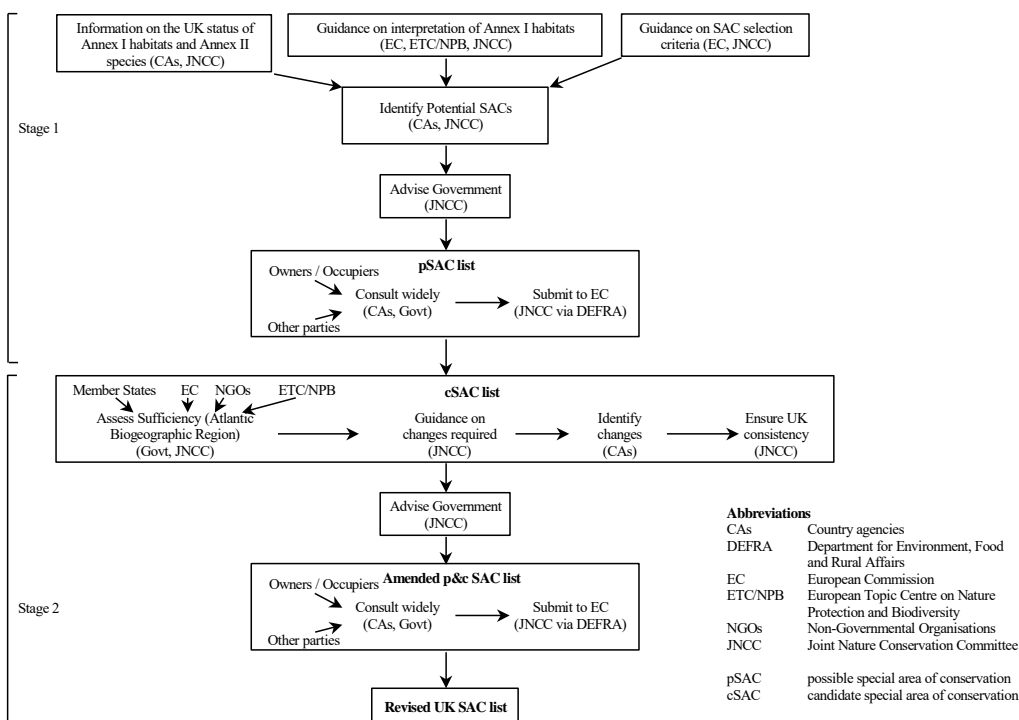 Information on the UK status of
Annex I habitats and Annex II
species (CAs, JNCC)
Guidance on interpretation of Annex I habitats
(EC, ETC/NPB, JNCC)
Guidance on SAC selection
criteria (EC, JNCC)
Stage 1
Identify Potential SACs
(CAs, JNCC)
Advise Government
(JNCC)
pSAC list
Owners / Occupiers
Consult widely
(CAs, Govt)
Submit to EC
(JNCC via DEFRA)
Other parties
cSAC list
Member States
EC
NGOs
ETC/NPB
Assess Sufficiency (Atlantic
Biogeographic Region)
(Govt, JNCC)
Guidance on
changes required
(JNCC)
Identify
changes
(CAs)
Ensure UK
consistency
(JNCC)
Stage 2
Advise Government
(JNCC)
Amended p&c SAC list
Owners / Occupiers
Consult widely
(CAs, Govt)
Submit to EC
(JNCC via DEFRA)
Other parties
Revised UK SAC list
Abbreviations
CAs Country agencies
DEFRA Department for Environment, Food
and Rural Affairs
EC European Commission
ETC/NPB European Topic Centre on Nature
Protection and Biodiversity
NGOs Non-Governmental Organisations
JNCC Joint Nature Conservation Committee
pSAC possible special area of conservation
cSAC candidate special area of conservation